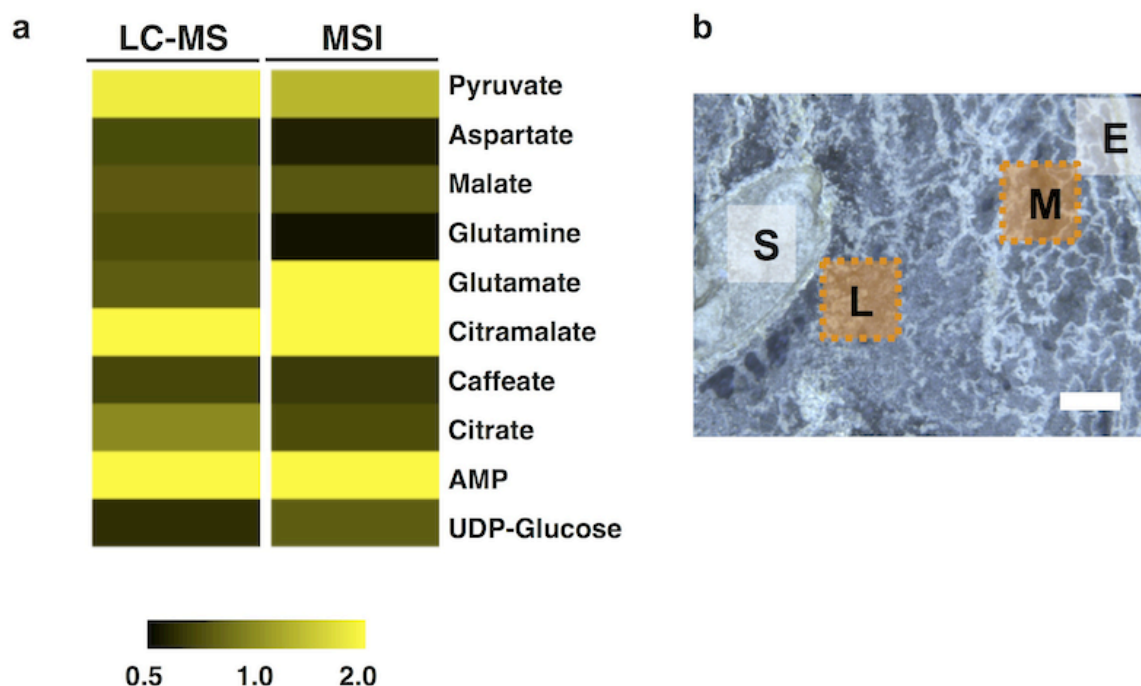 a
LC-MS MSI
Pyruvate
Aspartate
Malate
Glutamine
Glutamate
Citramalate
Caffeate
Citrate
AMP
UDP-Glucose
0.5 1.0 2.0
b
E
M
S
L